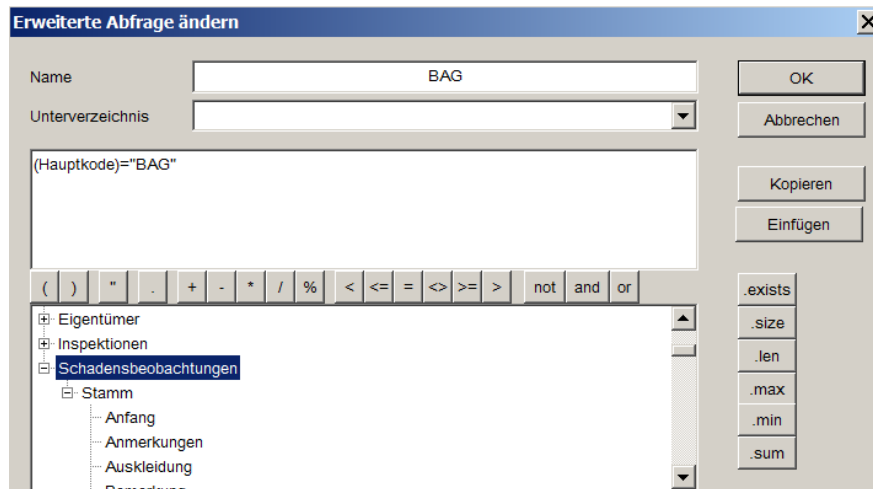 Erweiterte Abfrage ändern
Name BAG OK
Unterverzeichnis Abbrechen
(Hauptkode)="BAG"
Kopieren
Einfügen
( ) " . + - * / % < <= = <> >= > not and or
.exists
Eigentümer
.size
Inspektionen
.len
Schadensbeobachtungen
Stamm
.max
Anfang
.min
Anmerkungen
.sum
Auskleidung